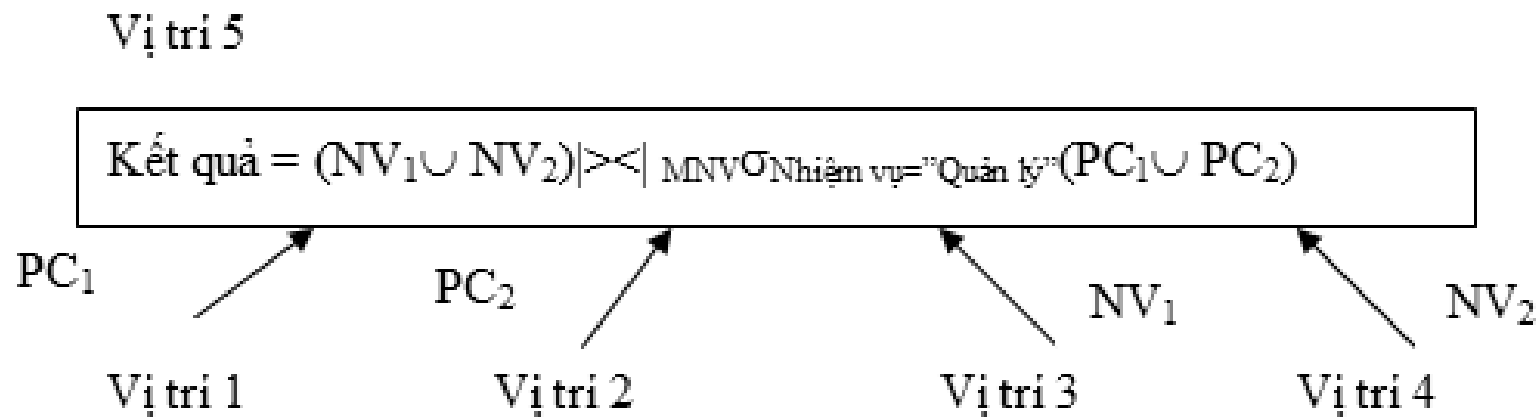 Vị trí 5
Kết quả = (NV₁∪ NV₂)|><| MNVσNhiệm vụ=”Quản lý”(PC₁∪ PC₂)
PC₁ PC₂ NV₁ NV₂
Vị trí 1 Vị trí 2 Vị trí 3 Vị trí 4